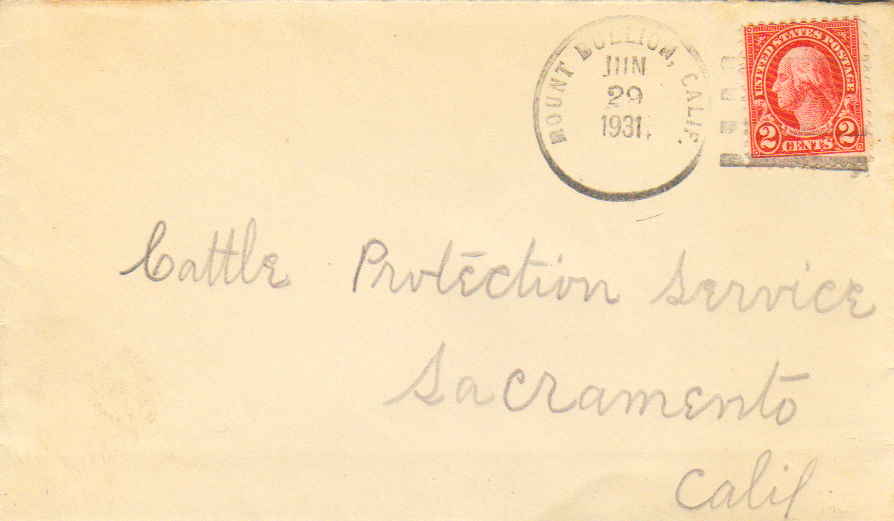 MOUNT BULLION, CALIF.
JUN
29
1931.
UNITED STATES POSTAGE
2 CENTS 2
Cattle Protection Service
Sacramento
Calif